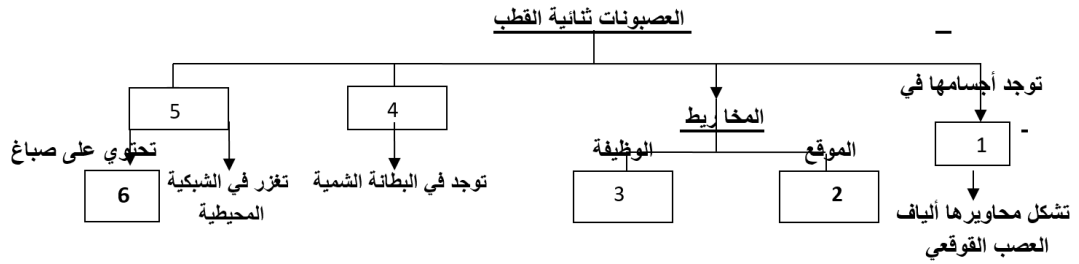 العصبونات ثنائية القطب
توجد أجسامها في
5
4
المخاريط
1
تحتوي على صباغ
الوظيفة
الموقع
6
تغزر في الشبكية
المحيطية
توجد في البطانة الشمية
3
2
تشكل محاويرها ألياف
العصب القوقعي